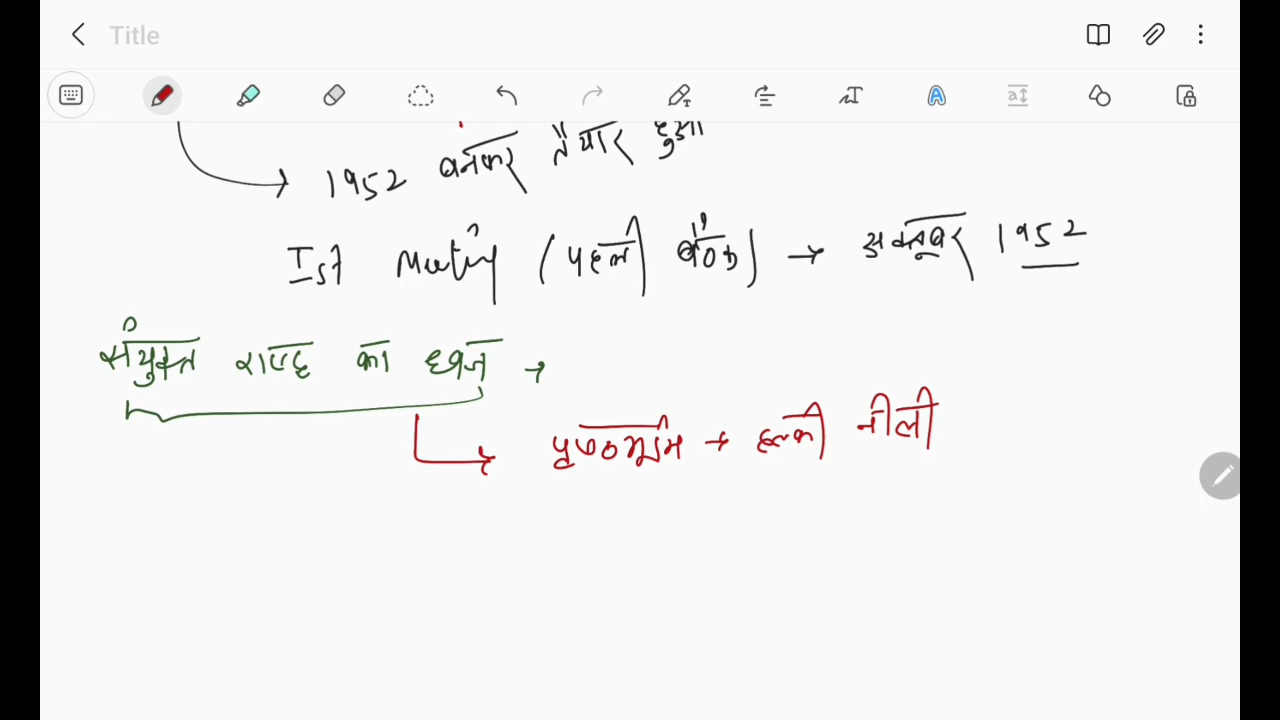 Title
1952 बनकर तैयार हुआ
Ist Meeting (पहली बैठक) → अक्तूबर 1952
संयुक्त राष्ट्र का ध्वज →
पृष्ठभूमि → हल्की नीली